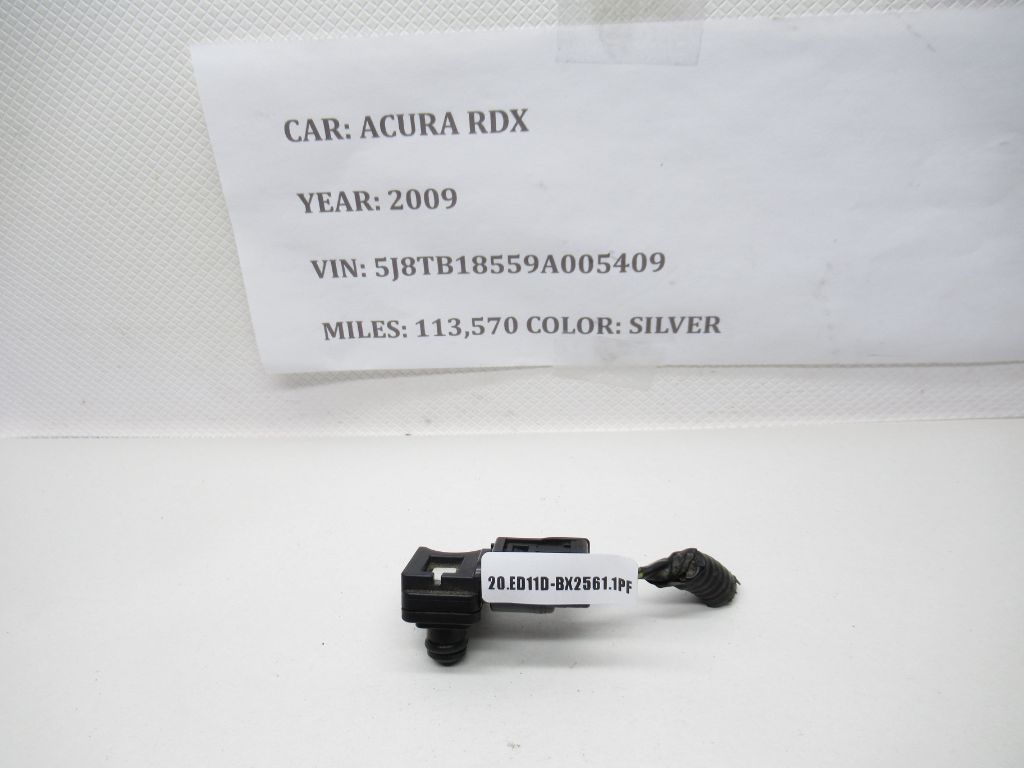 CAR: ACURA RDX
YEAR: 2009
VIN: 5J8TB18559A005409
MILES: 113,570 COLOR: SILVER
20.ED11D-BX2561.1PF